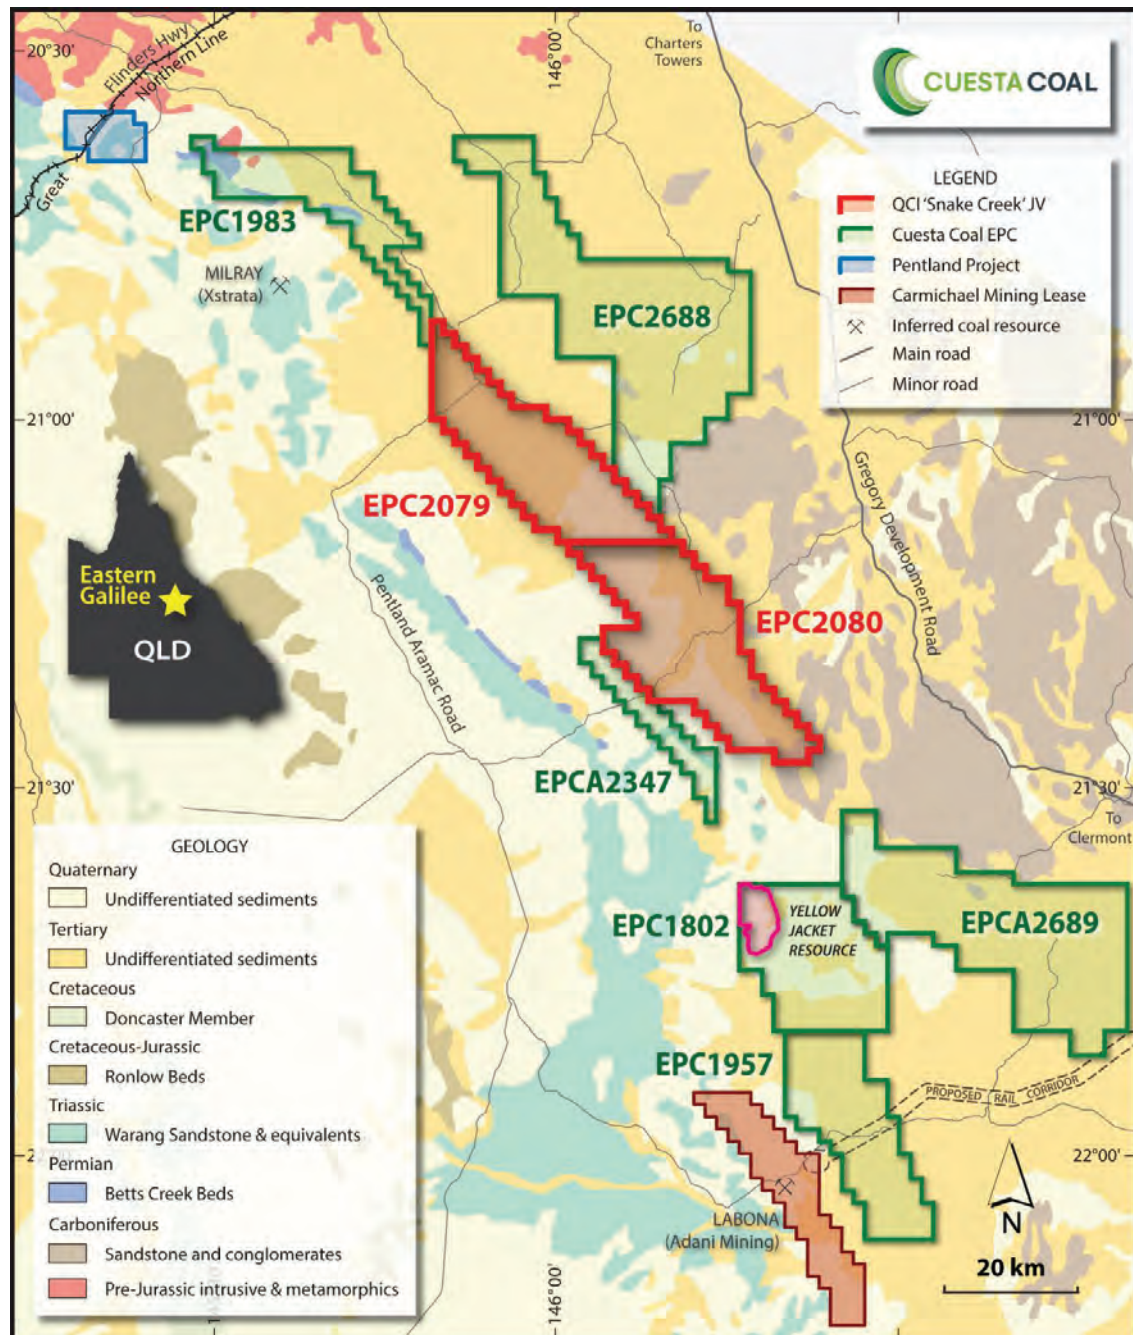 20°30'
Flinders Hwy
Northern Line
Great
146°00'
To
Charters
Towers
CUESTA COAL
LEGEND
QCI 'Snake Creek' JV
Cuesta Coal EPC
Pentland Project
Carmichael Mining Lease
Inferred coal resource
Main road
Minor road
EPC1983
MILRAY
(Xstrata)
EPC2688
21°00'
21°00'
EPC2079
Gregory Development Road
Eastern
Galilee
QLD
Pentland Aramac Road
EPC2080
EPCA2347
21°30'
21°30'
To
Clermont
GEOLOGY
Quaternary
Undifferentiated sediments
Tertiary
Undifferentiated sediments
Cretaceous
Doncaster Member
Cretaceous-Jurassic
Ronlow Beds
Triassic
Warang Sandstone & equivalents
Permian
Betts Creek Beds
Carboniferous
Sandstone and conglomerates
Pre-Jurassic intrusive & metamorphics
EPC1802
YELLOW
JACKET
RESOURCE
EPCA2689
EPC1957
PROPOSED RAIL CORRIDOR
22°00'
LABONA
(Adani Mining)
146°00'
N
20 km